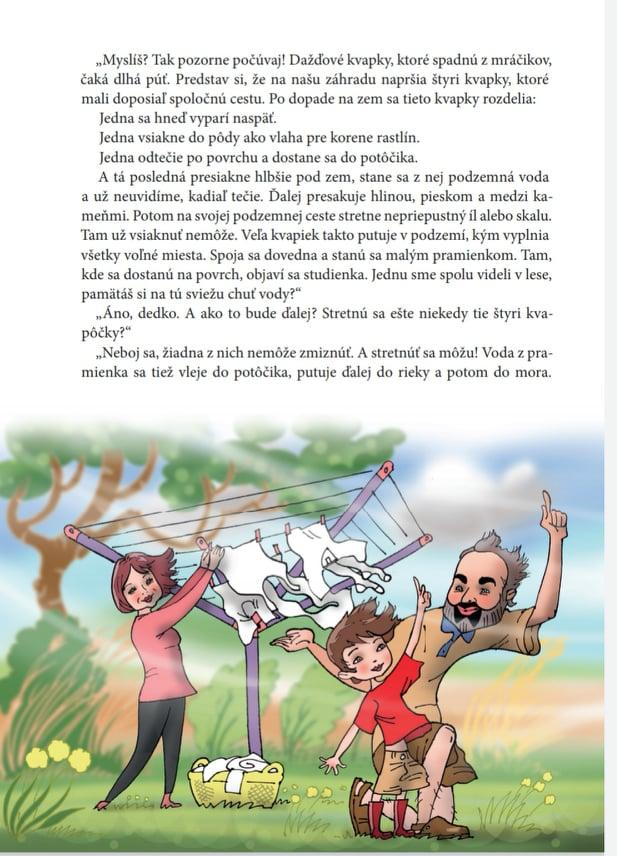 „Myslíš? Tak pozorne počúvaj! Dažďové kvapky, ktoré spadnú z mráčikov,
čaká dlhá púť. Predstav si, že na našu záhradu napršia štyri kvapky, ktoré
mali doposiaľ spoločnú cestu. Po dopade na zem sa tieto kvapky rozdelia:
Jedna sa hneď vyparí naspäť.
Jedna vsiakne do pôdy ako vlaha pre korene rastlín.
Jedna odtečie po povrchu a dostane sa do potôčika.
A tá posledná presiakne hlbšie pod zem, stane sa z nej podzemná voda
a už neuvidíme, kadiaľ tečie. Ďalej presakuje hlinou, pieskom a medzi ka-
meňmi. Potom na svojej podzemnej ceste stretne nepriepustný íl alebo skalu.
Tam už vsiaknuť nemôže. Veľa kvapiek takto putuje v podzemí, kým vyplnia
všetky voľné miesta. Spoja sa dovedna a stanú sa malým pramienkom. Tam,
kde sa dostanú na povrch, objaví sa studienka. Jednu sme spolu videli v lese,
pamätáš si na tú sviežu chuť vody?“
„Áno, dedko. A ako to bude ďalej? Stretnú sa ešte niekedy tie štyri kva-
pôčky?“
„Neboj sa, žiadna z nich nemôže zmiznúť. A stretnúť sa môžu! Voda z pra-
mienka sa tiež vleje do potôčika, putuje ďalej do rieky a potom do mora.